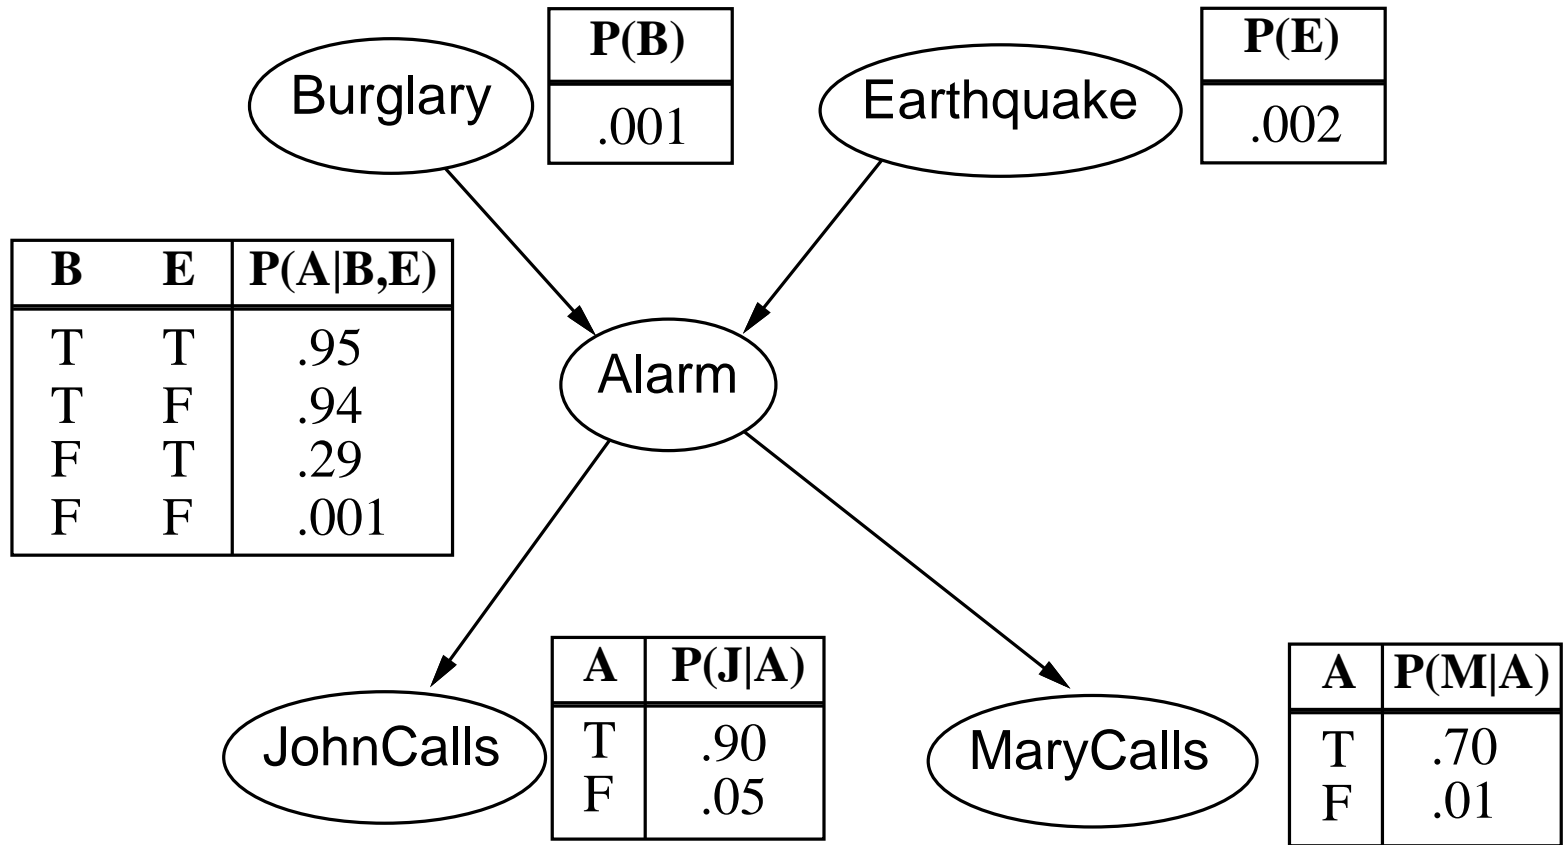 Burglary
P(B)
.001
Earthquake
P(E)
.002
B E P(A|B,E)
T T .95
T F .94
F T .29
F F .001
Alarm
JohnCalls
A P(J|A)
T .90
F .05
MaryCalls
A P(M|A)
T .70
F .01